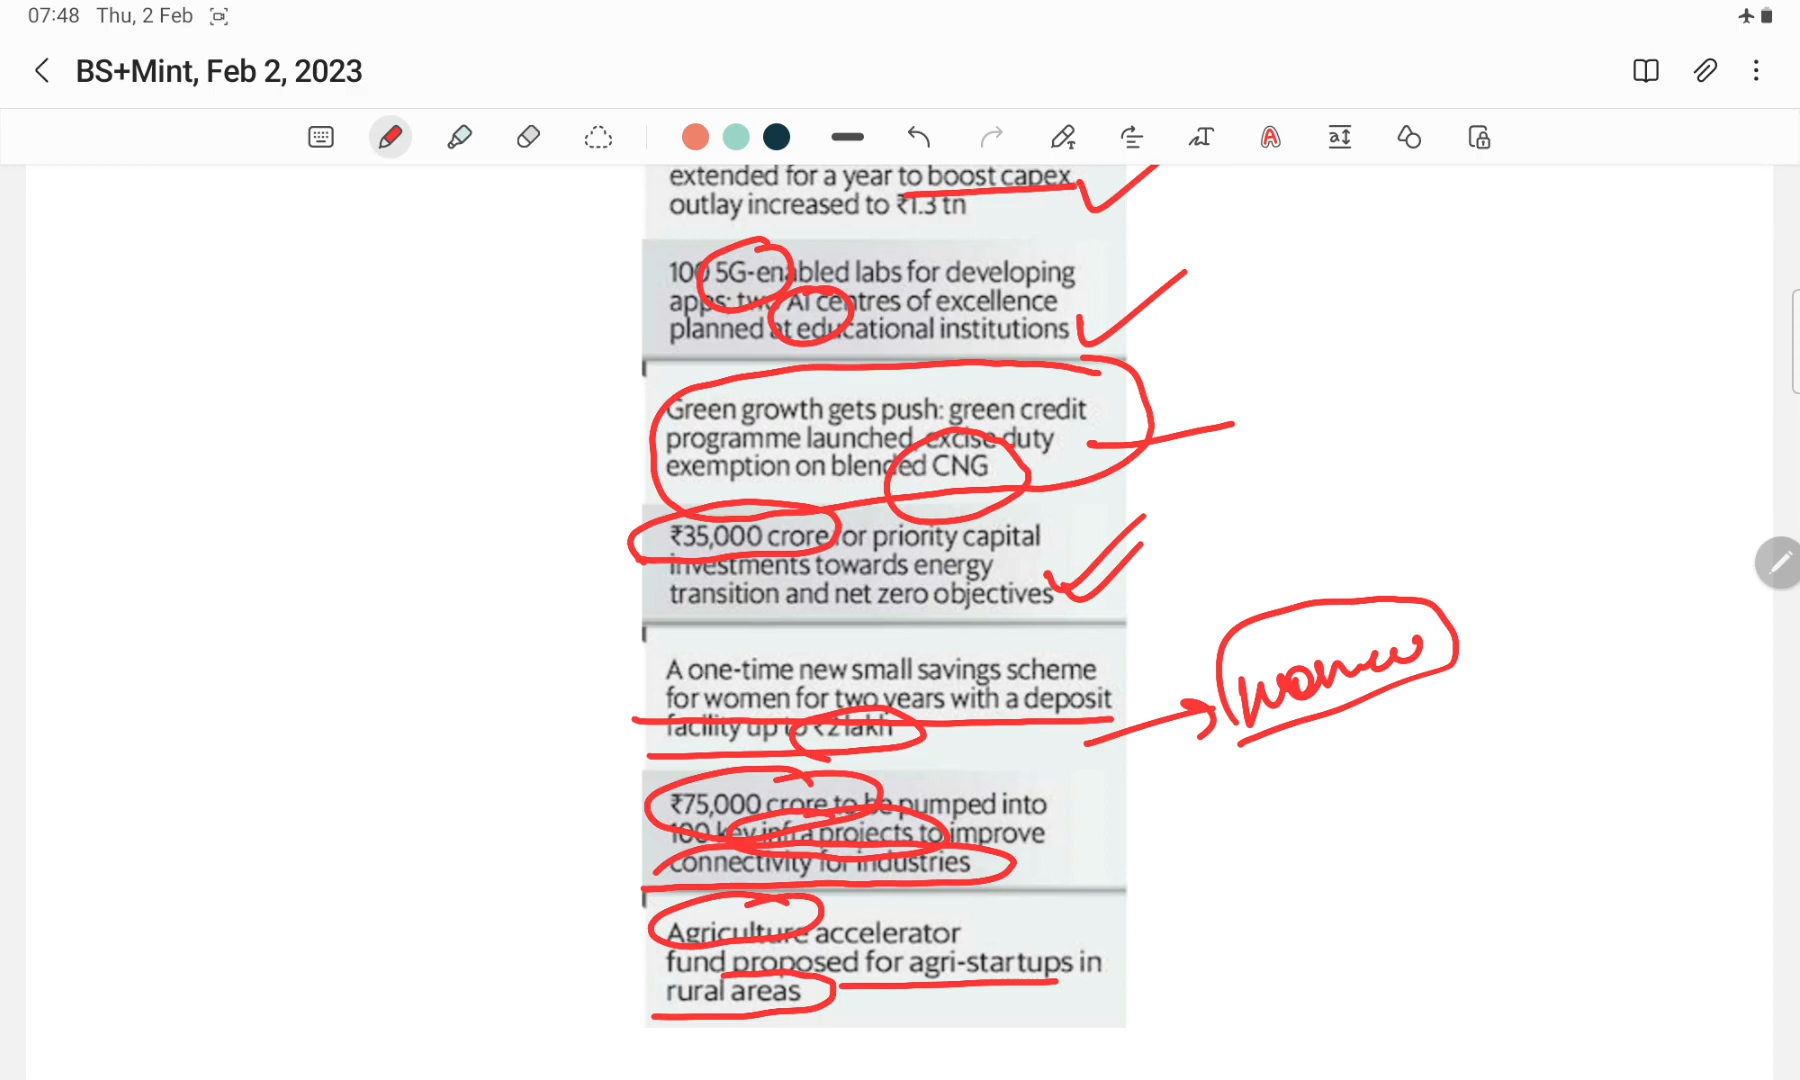 07:48 Thu, 2 Feb
BS+Mint, Feb 2, 2023
extended for a year to boost capex,
outlay increased to ₹1.3 tn
100 5G-enabled labs for developing
apps; two AI centres of excellence
planned at educational institutions
Green growth gets push: green credit
programme launched, excise duty
exemption on blended CNG
₹35,000 crore for priority capital
investments towards energy
transition and net zero objectives
A one-time new small savings scheme
for women for two years with a deposit
facility up to ₹2 lakh
women
₹75,000 crore to be pumped into
100 key infra projects to improve
connectivity for industries
Agriculture accelerator
fund proposed for agri-startups in
rural areas